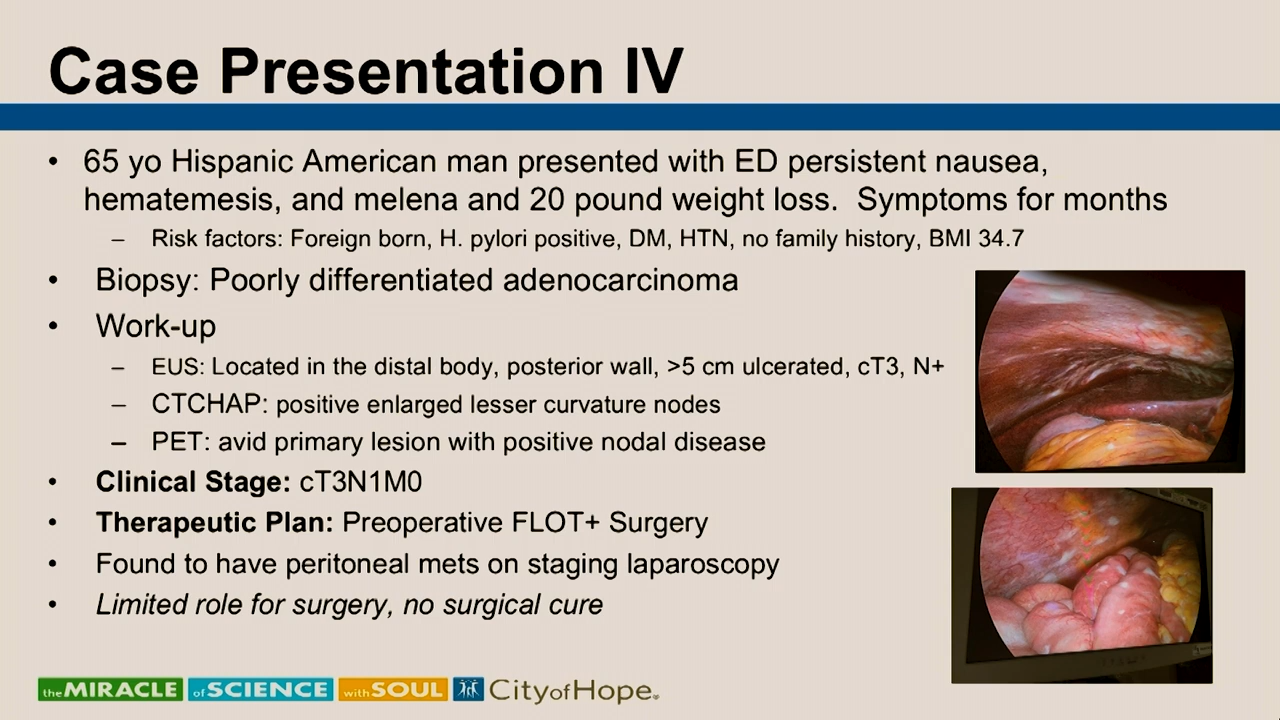 Case Presentation IV
• 65 yo Hispanic American man presented with ED persistent nausea,
hematemesis, and melena and 20 pound weight loss.  Symptoms for months
– Risk factors: Foreign born, H. pylori positive, DM, HTN, no family history, BMI 34.7
• Biopsy: Poorly differentiated adenocarcinoma
• Work-up
– EUS: Located in the distal body, posterior wall, >5 cm ulcerated, cT3, N+
– CTCHAP: positive enlarged lesser curvature nodes
– PET: avid primary lesion with positive nodal disease
• Clinical Stage: cT3N1M0
• Therapeutic Plan: Preoperative FLOT+ Surgery
• Found to have peritoneal mets on staging laparoscopy
• Limited role for surgery, no surgical cure
the MIRACLE of SCIENCE with SOUL CityofHope®